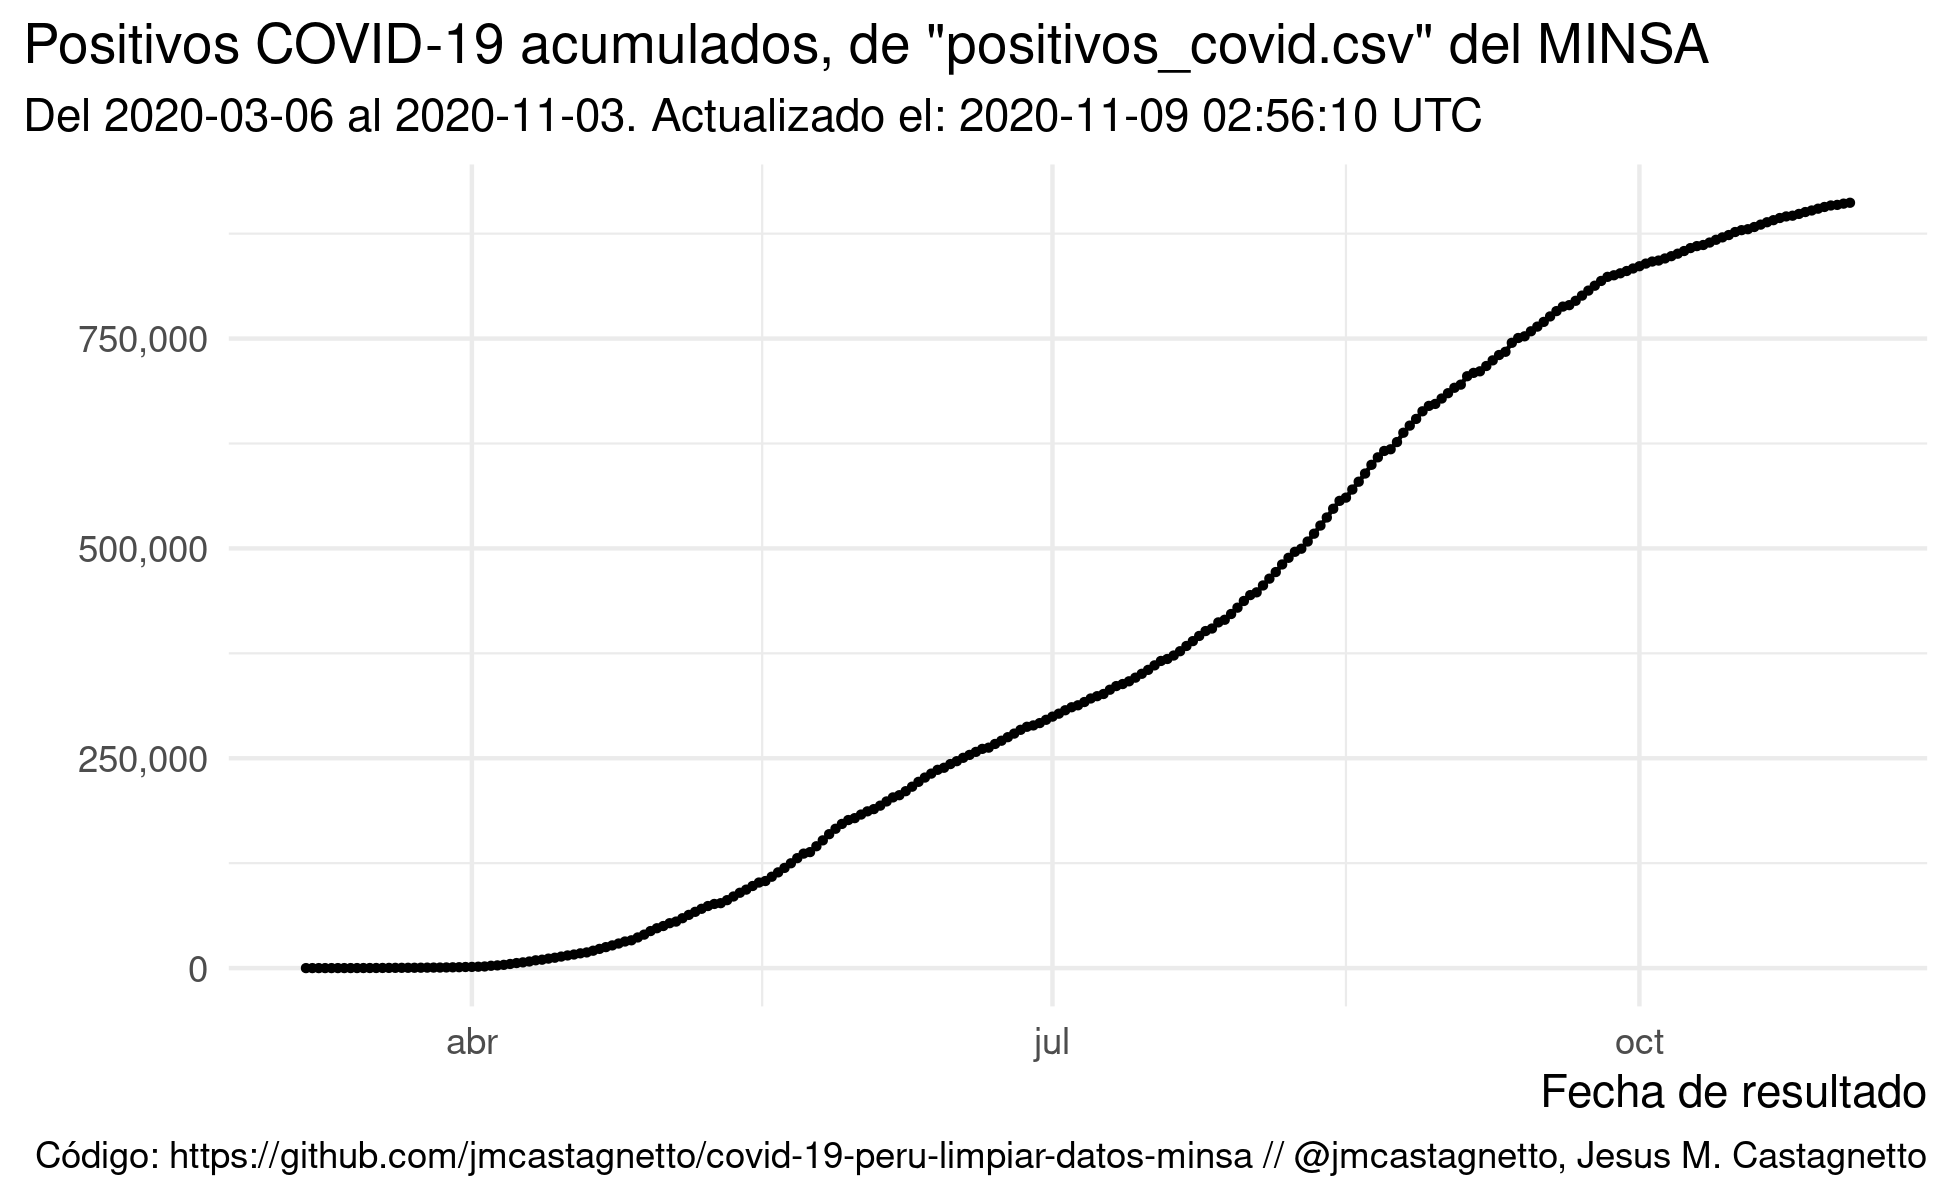 Positivos COVID-19 acumulados, de "positivos_covid.csv" del MINSA
Del 2020-03-06 al 2020-11-03. Actualizado el: 2020-11-09 02:56:10 UTC
750,000
500,000
250,000
0
abr jul oct
Fecha de resultado
Código: https://github.com/jmcastagnetto/covid-19-peru-limpiar-datos-minsa // @jmcastagnetto, Jesus M. Castagnetto